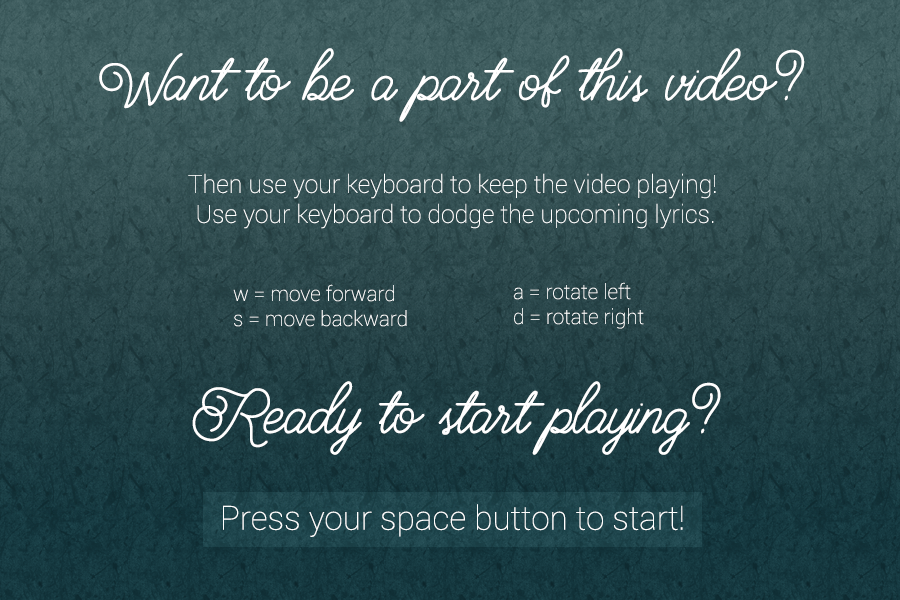 Want to be a part of this video?
Then use your keyboard to keep the video playing!
Use your keyboard to dodge the upcoming lyrics.
w = move forward
s = move backward
a = rotate left
d = rotate right
Ready to start playing?
Press your space button to start!